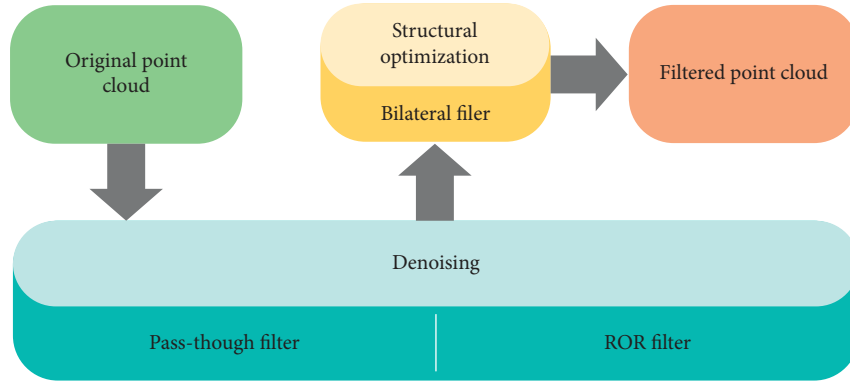 Original point
cloud
Structural
optimization
Bilateral filer
Filtered point cloud
Denoising
Pass-though filter
ROR filter